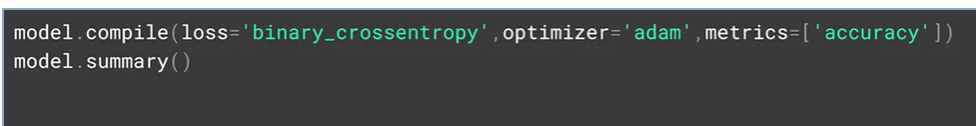 model.compile(loss='binary_crossentropy',optimizer='adam',metrics=['accuracy'])
model.summary()